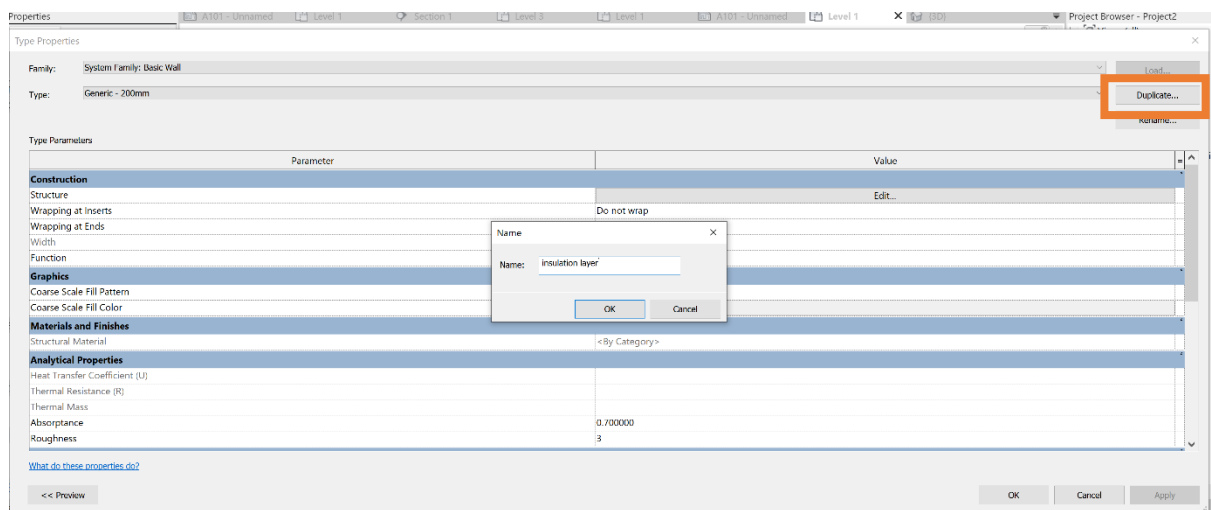 Properties A101 - Unnamed Level 1 Section 1 Level 3 Level 1 A101 - Unnamed Level 1 X {3D} Project Browser - Project2
Type Properties
Family: System Family: Basic Wall Load...
Type: Generic - 200mm Duplicate...
Rename...
Type Parameters
Parameter Value =
Construction
Structure Edit...
Wrapping at Inserts Do not wrap
Wrapping at Ends
Width
Function
Name
Name: insulation layer
OK Cancel
Graphics
Coarse Scale Fill Pattern
Coarse Scale Fill Color
Materials and Finishes
Structural Material <By Category>
Analytical Properties
Heat Transfer Coefficient (U)
Thermal Resistance (R)
Thermal Mass
Absorptance 0.700000
Roughness 3
What do these properties do?
<< Preview OK Cancel Apply